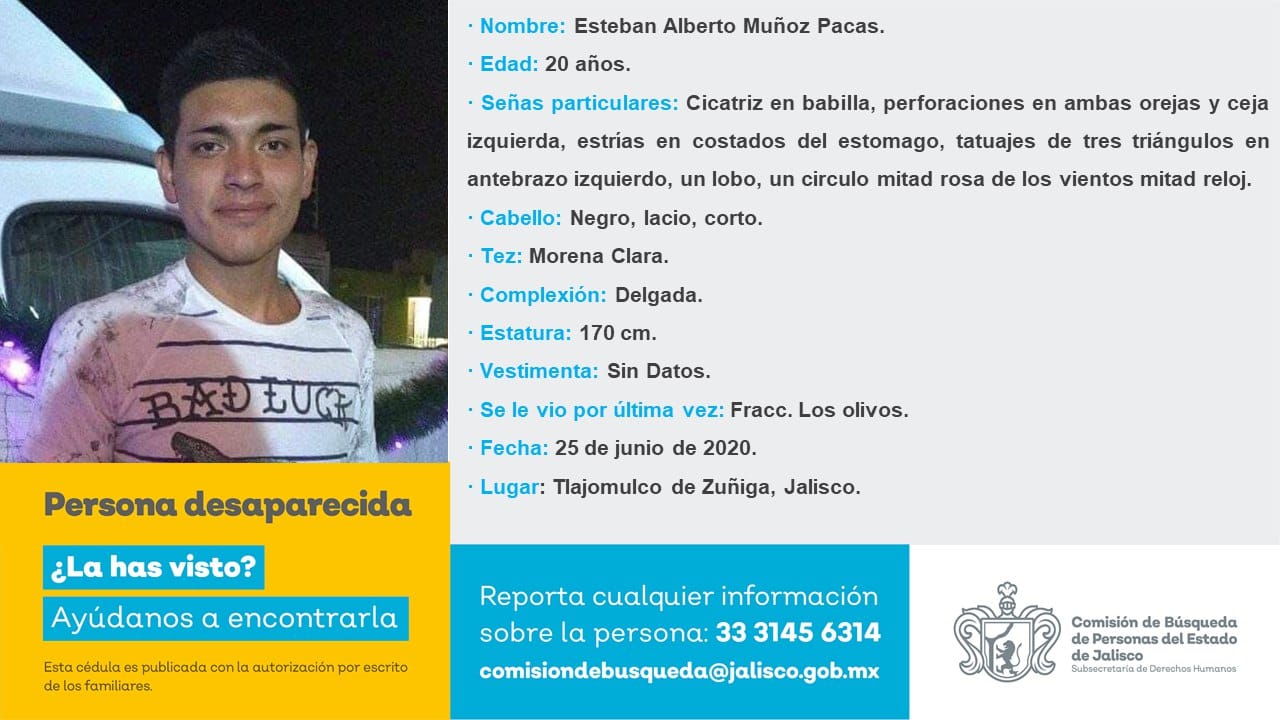 BAD LUCK
Persona desaparecida
¿La has visto?
Ayúdanos a encontrarla
Esta cédula es publicada con la autorización por escrito
de los familiares.
· Nombre: Esteban Alberto Muñoz Pacas.
· Edad: 20 años.
· Señas particulares: Cicatriz en babilla, perforaciones en ambas orejas y ceja
izquierda, estrías en costados del estomago, tatuajes de tres triángulos en
antebrazo izquierdo, un lobo, un circulo mitad rosa de los vientos mitad reloj.
· Cabello: Negro, lacio, corto.
· Tez: Morena Clara.
· Complexión: Delgada.
· Estatura: 170 cm.
· Vestimenta: Sin Datos.
· Se le vio por última vez: Fracc. Los olivos.
· Fecha: 25 de junio de 2020.
· Lugar: Tlajomulco de Zuñiga, Jalisco.
Reporta cualquier información
sobre la persona: 33 3145 6314
comisiondebusqueda@jalisco.gob.mx
Comisión de Búsqueda
de Personas del Estado
de Jalisco
Subsecretaría de Derechos Humanos